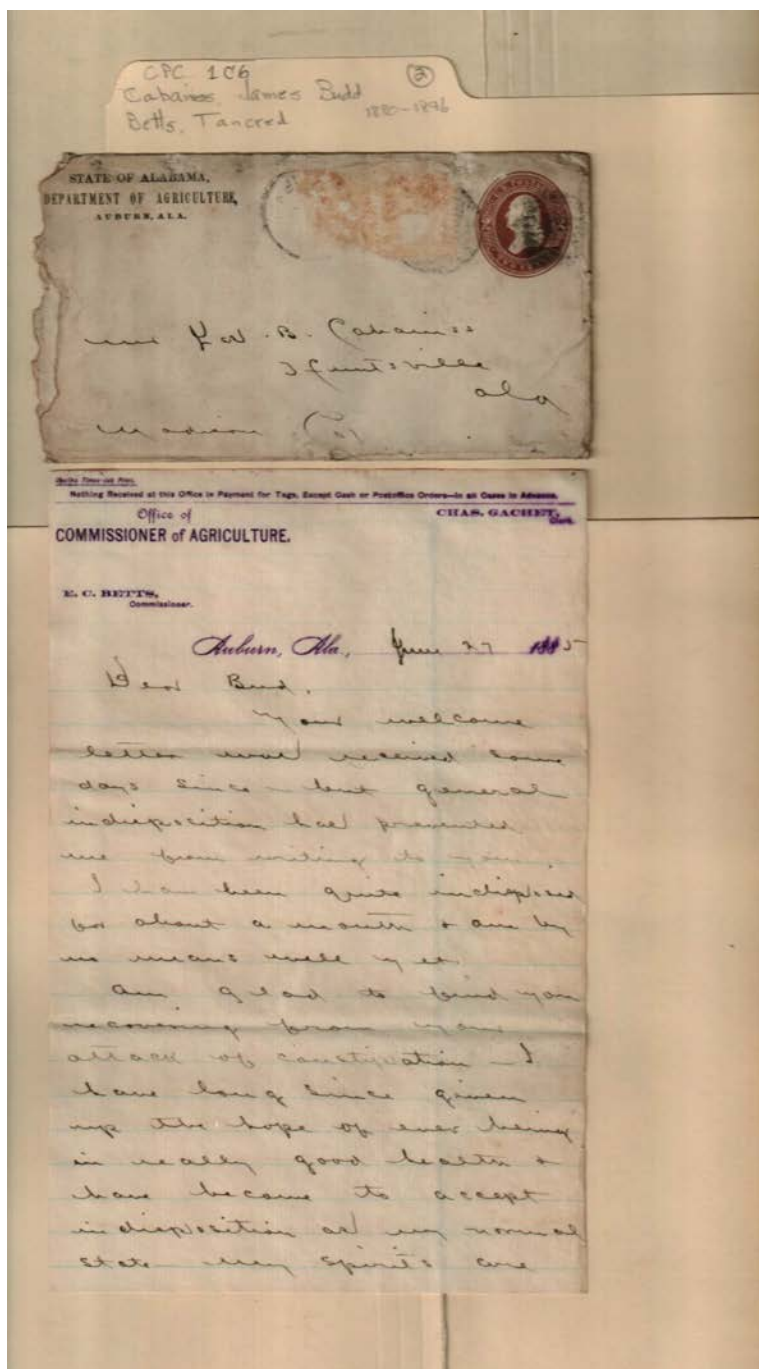 CPC 106 ②
Cabaniss, James Budd
Betts, Tancred 1880-1896
STATE OF ALABAMA,
DEPARTMENT OF AGRICULTURE,
AUBURN, ALA.
B. Cabaniss
Huntsville
Ala
Madison Co
Nothing Received at this Office in Payment for Tags, Except Cash or Postoffice Orders—in all Cases in Advance.
Office of
CHAS. GACHET,
Clerk.
COMMISSIONER of AGRICULTURE.
E. C. BETTS,
Commissioner.
Auburn, Ala., June 27 1885
Dear Bud,
Your welcome
letter was received some
days since - but general
indisposition has prevented
me from writing to you.
I have been quite indisposed
for about a month & am by
no means well yet.
Am glad to find you
recovering from your
attack of constipation - I
have long since given
up the hope of ever being
in really good health &
have become to accept
indisposition as my normal
state my spirits are